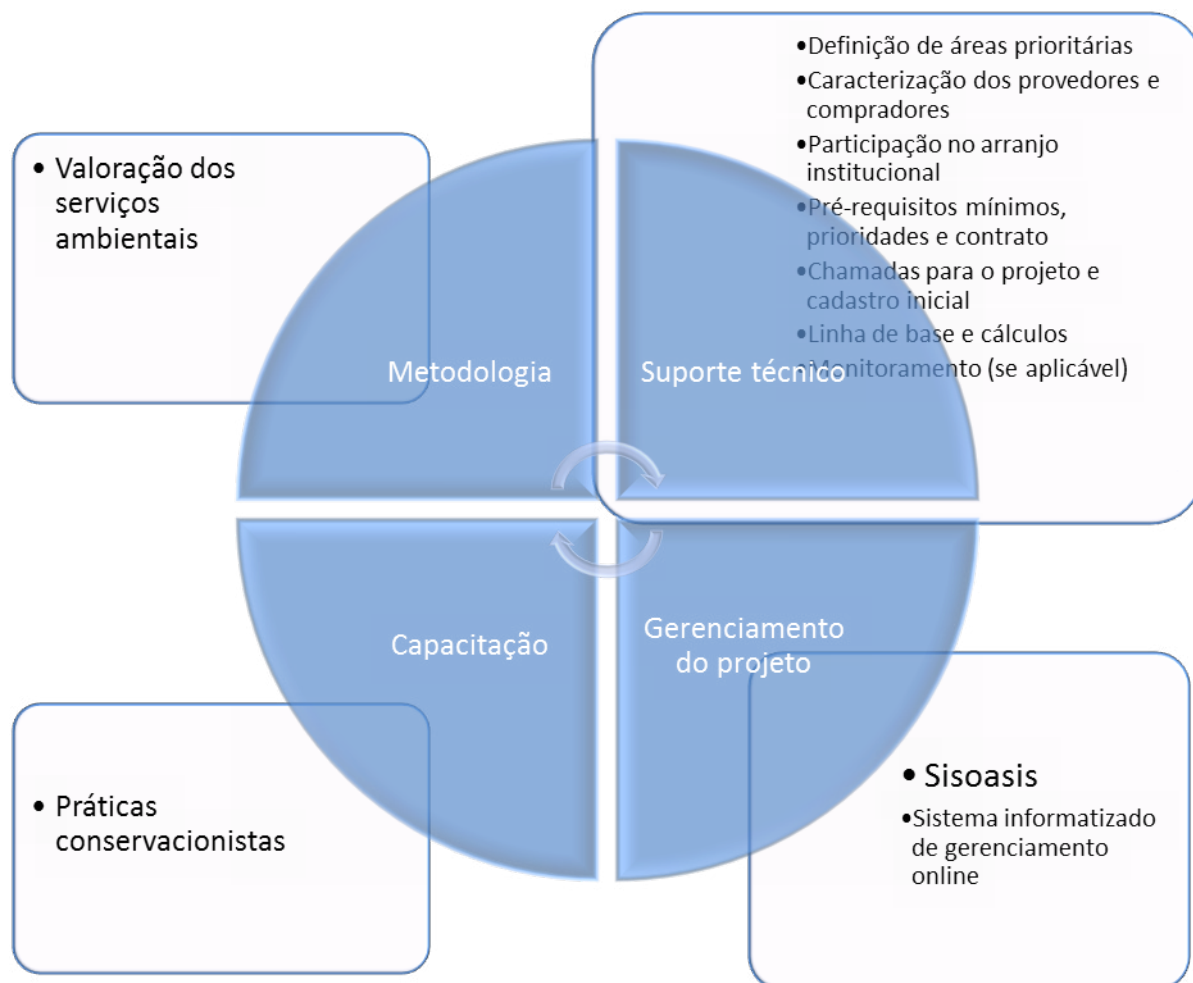 • Valoração dos
serviços
ambientais
•Definição de áreas prioritárias
•Caracterização dos provedores e
compradores
•Participação no arranjo
institucional
•Pré-requisitos mínimos,
prioridades e contrato
•Chamadas para o projeto e
cadastro inicial
•Linha de base e cálculos
•Monitoramento (se aplicável)
Metodologia
Suporte técnico
Capacitação
Gerenciamento
do projeto
• Práticas
conservacionistas
• Sisoasis
•Sistema informatizado
de gerenciamento
online